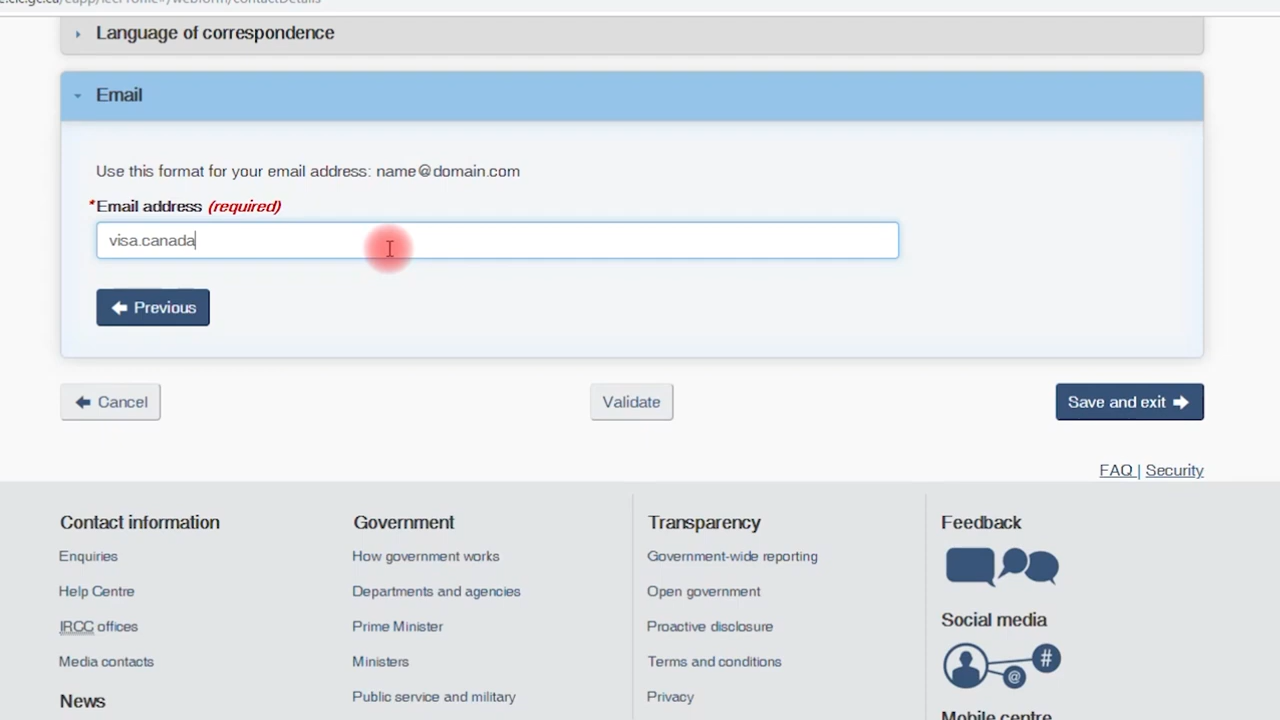 Language of correspondence
Email
Use this format for your email address: name@domain.com
*Email address (required)
visa.canada
Previous
Cancel
Validate
Save and exit
FAQ | Security
Contact information
Enquiries
Help Centre
IRCC offices
Media contacts
News
Government
How government works
Departments and agencies
Prime Minister
Ministers
Public service and military
Transparency
Government-wide reporting
Open government
Proactive disclosure
Terms and conditions
Privacy
Feedback
Social media
#
@
Mobile centre